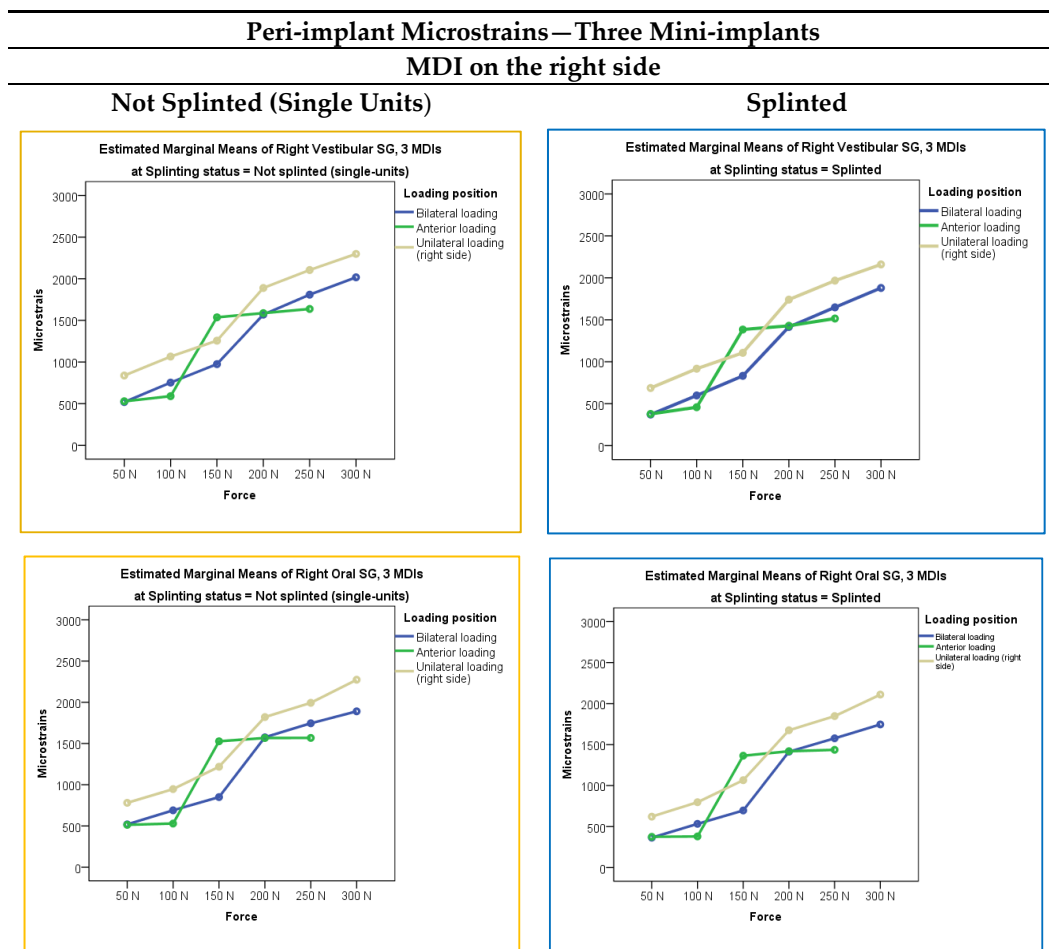 Peri-implant Microstrains—Three Mini-implants
MDI on the right side
Not Splinted (Single Units)
Splinted
Estimated Marginal Means of Right Vestibular SG, 3 MDIs
at Splinting status = Not splinted (single-units)
Loading position
Bilateral loading
Anterior loading
Unilateral loading
(right side)
Microstrais
3000
2500
2000
1500
1000
500
0
50 N 100 N 150 N 200 N 250 N 300 N
Force
Estimated Marginal Means of Right Vestibular SG, 3 MDIs
at Splinting status = Splinted
Loading position
Bilateral loading
Anterior loading
Unilateral loading
(right side)
Microstrains
3000
2500
2000
1500
1000
500
0
50 N 100 N 150 N 200 N 250 N 300 N
Force
Estimated Marginal Means of Right Oral SG, 3 MDIs
at Splinting status = Not splinted (single-units)
Loading position
Bilateral loading
Anterior loading
Unilateral loading
(right side)
Microstrains
3000
2500
2000
1500
1000
500
0
50 N 100 N 150 N 200 N 250 N 300 N
Force
Estimated Marginal Means of Right Oral SG, 3 MDIs
at Splinting status = Splinted
Loading position
Bilateral loading
Anterior loading
Unilateral loading (right
side)
Microstrains
3000
2500
2000
1500
1000
500
0
50 N 100 N 150 N 200 N 250 N 300 N
Force